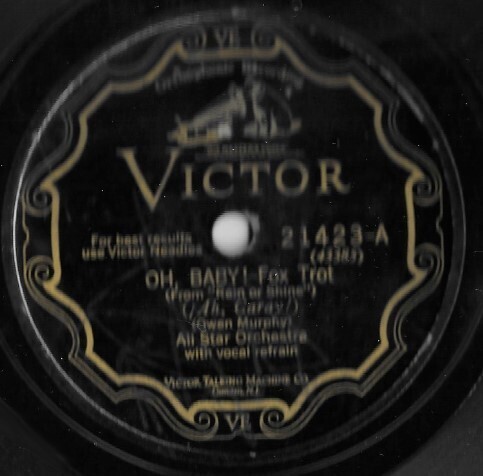 VE
Orthophonic Recording
VICTOR
For best results
use Victor Needles
21423-A
(43383)
OH, BABY!-Fox Trot
(From "Rain or Shine")
(Owen Murphy)
All Star Orchestra
with vocal refrain
VICTOR TALKING MACHINE CO.
Camden, N.J.
VE